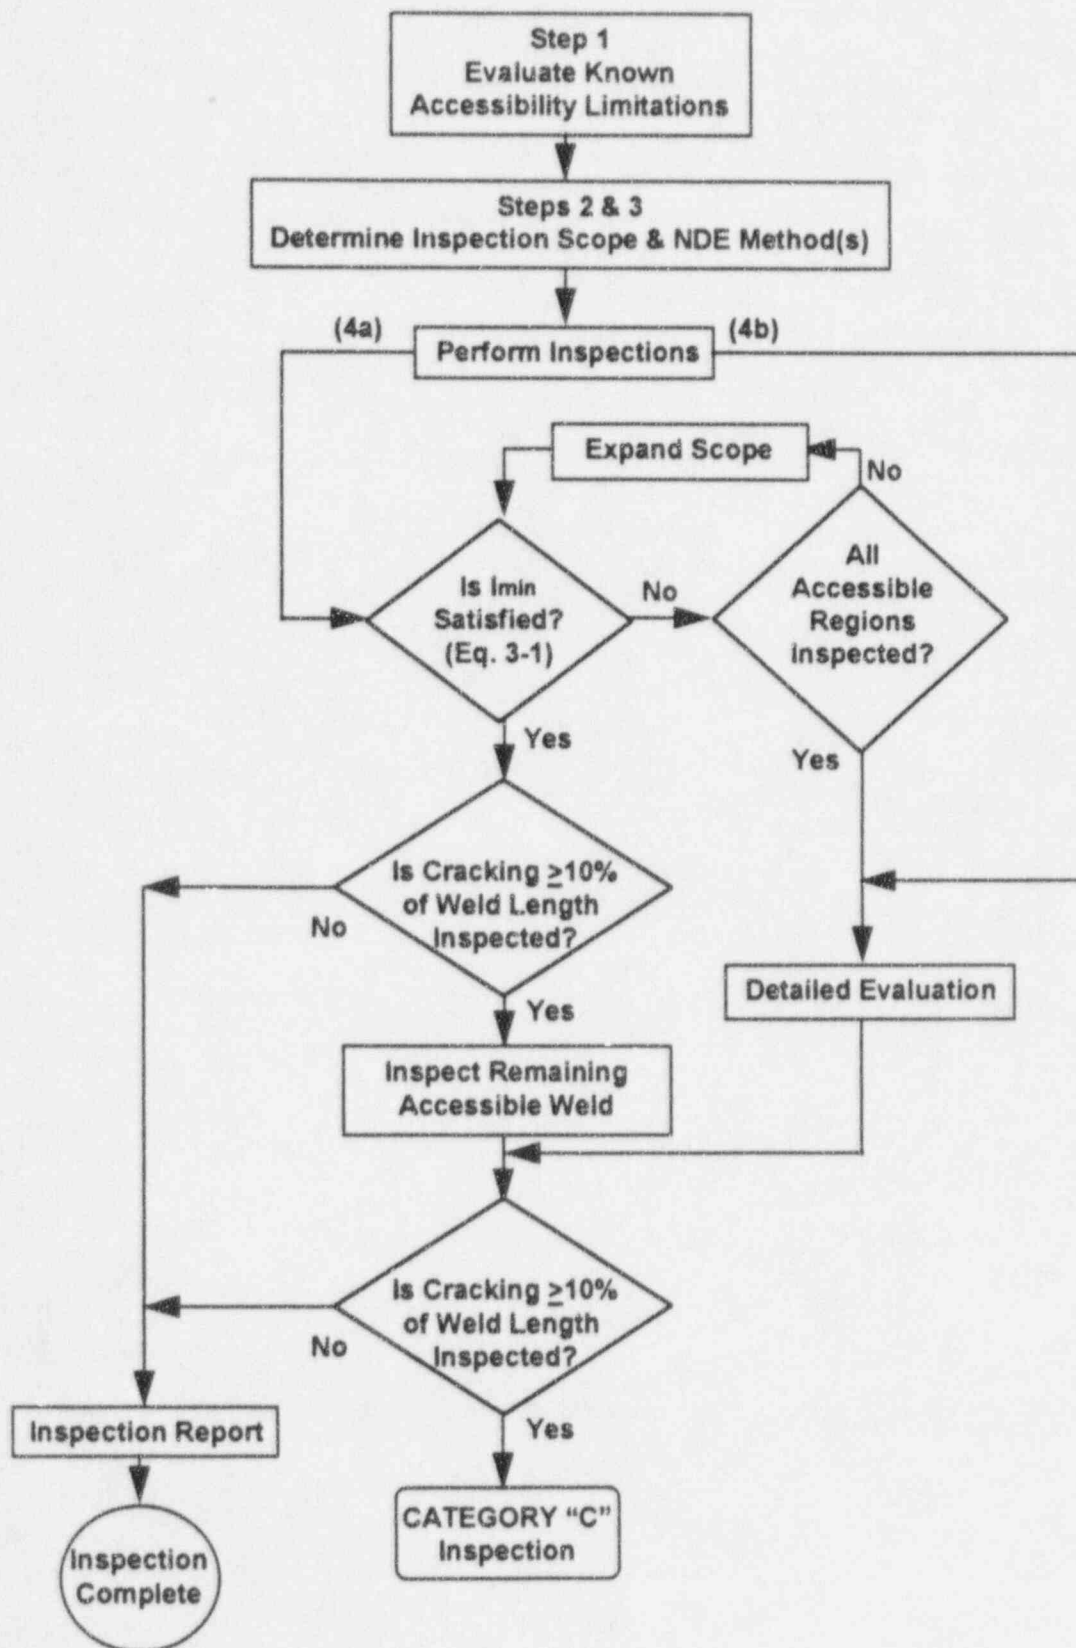 Step 1
Evaluate Known
Accessibility Limitations
Steps 2 & 3
Determine Inspection Scope & NDE Method(s)
(4a)
Perform Inspections
(4b)
Expand Scope
No
Is Imin
Satisfied?
(Eq. 3-1)
No
All
Accessible
Regions
inspected?
Yes
Yes
Is Cracking ≥10%
of Weld Length
Inspected?
No
Yes
Detailed Evaluation
Inspect Remaining
Accessible Weld
Is Cracking ≥10%
of Weld Length
Inspected?
No
Yes
Inspection Report
CATEGORY “C”
Inspection
Inspection
Complete